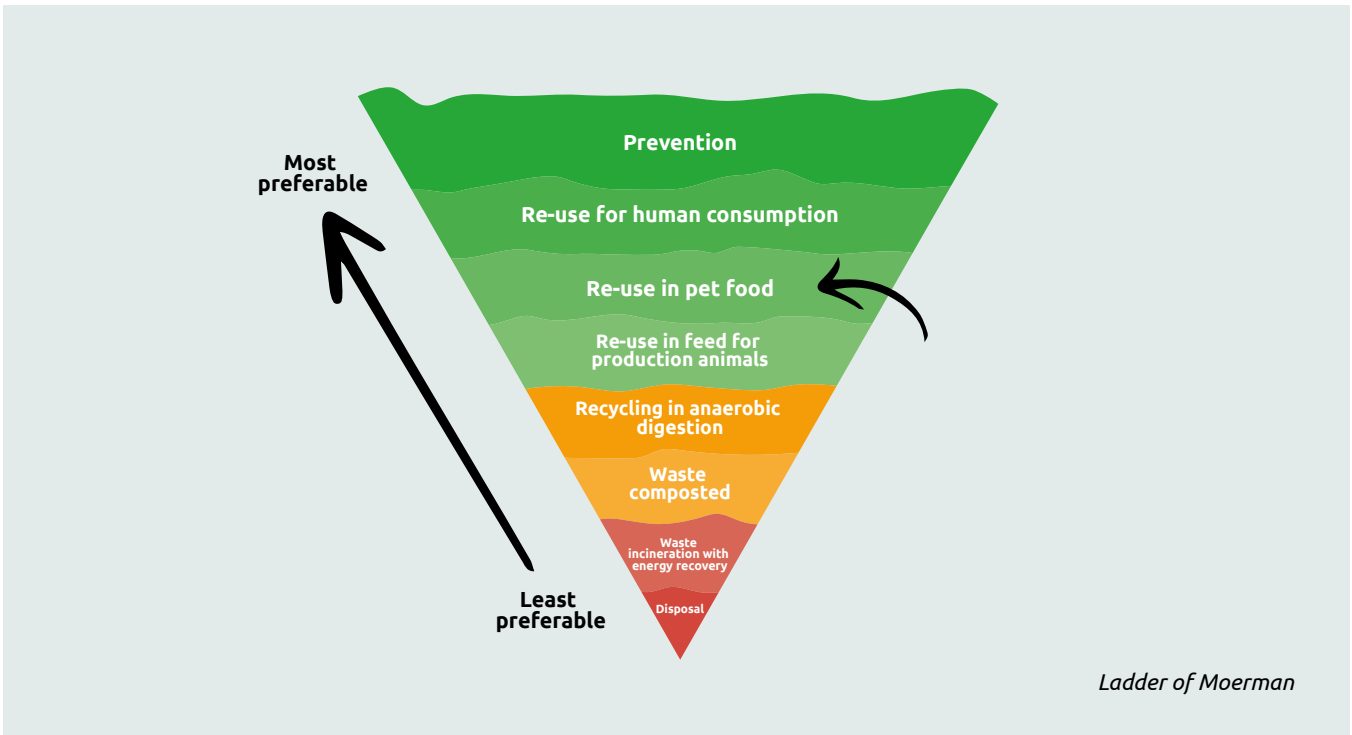 Prevention
Most
preferable
Re-use for human consumption
Re-use in pet food
Re-use in feed for
production animals
Recycling in anaerobic
digestion
Waste
composted
Waste
incineration with
energy recovery
Least
preferable
Disposal
Ladder of Moerman